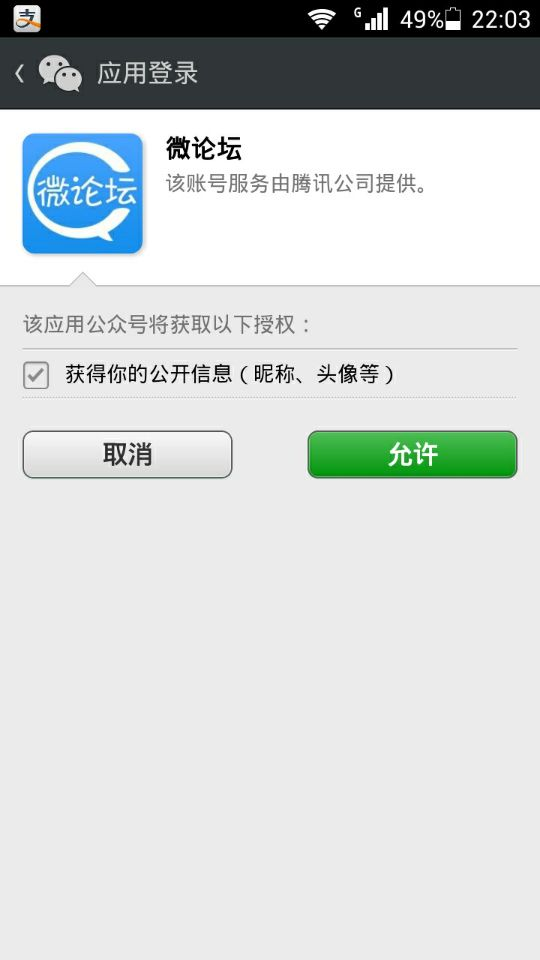 支
G 49% 22:03
应用登录
微论坛
微论坛
该账号服务由腾讯公司提供。
该应用公众号将获取以下授权：
获得你的公开信息（昵称、头像等）
取消
允许